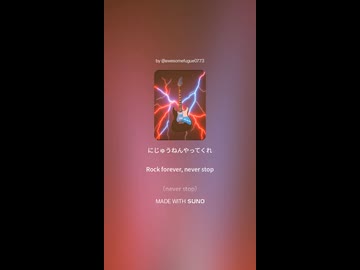 by @awesomefugue0773
にじゅうねんやってくれ
Rock forever, never stop
(never stop)
MADE WITH SUNO